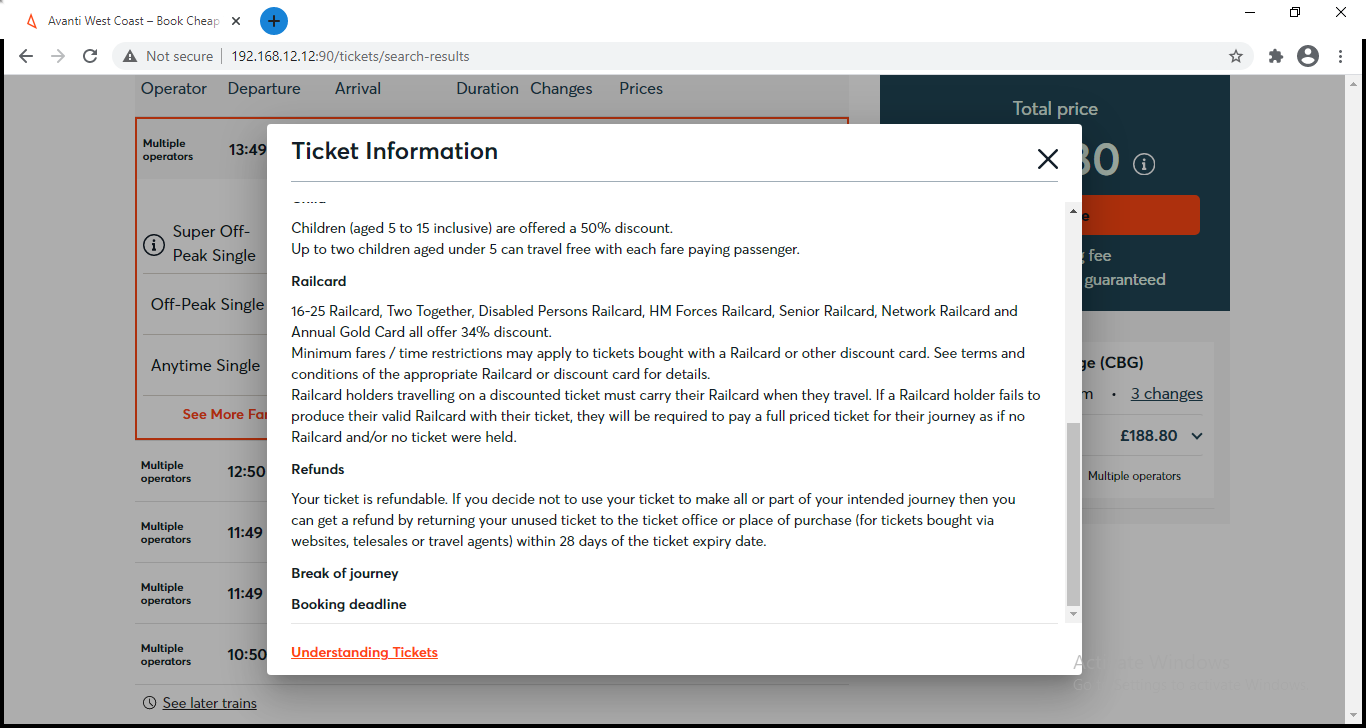 Avanti West Coast – Book Cheap
Not secure
192.168.12.12:90/tickets/search-results
Operator Departure Arrival Duration Changes Prices
Total price
30
Ticket Information
Multiple
operators
13:49
Children (aged 5 to 15 inclusive) are offered a 50% discount.
Up to two children aged under 5 can travel free with each fare paying passenger.
Railcard
16-25 Railcard, Two Together, Disabled Persons Railcard, HM Forces Railcard, Senior Railcard, Network Railcard and
Annual Gold Card all offer 34% discount.
Minimum fares / time restrictions may apply to tickets bought with a Railcard or other discount card. See terms and
conditions of the appropriate Railcard or discount card for details.
Railcard holders travelling on a discounted ticket must carry their Railcard when they travel. If a Railcard holder fails to
produce their valid Railcard with their ticket, they will be required to pay a full priced ticket for their journey as if no
Railcard and/or no ticket were held.
Refunds
Your ticket is refundable. If you decide not to use your ticket to make all or part of your intended journey then you
can get a refund by returning your unused ticket to the ticket office or place of purchase (for tickets bought via
websites, telesales or travel agents) within 28 days of the ticket expiry date.
Break of journey
Booking deadline
Understanding Tickets
Super Off-
Peak Single
Off-Peak Single
Anytime Single
See More Far
Multiple
operators
12:50
Multiple
operators
11:49
Multiple
operators
11:49
Multiple
operators
10:50
See later trains
e
g fee
guaranteed
ge (CBG)
m · 3 changes
£188.80
Multiple operators